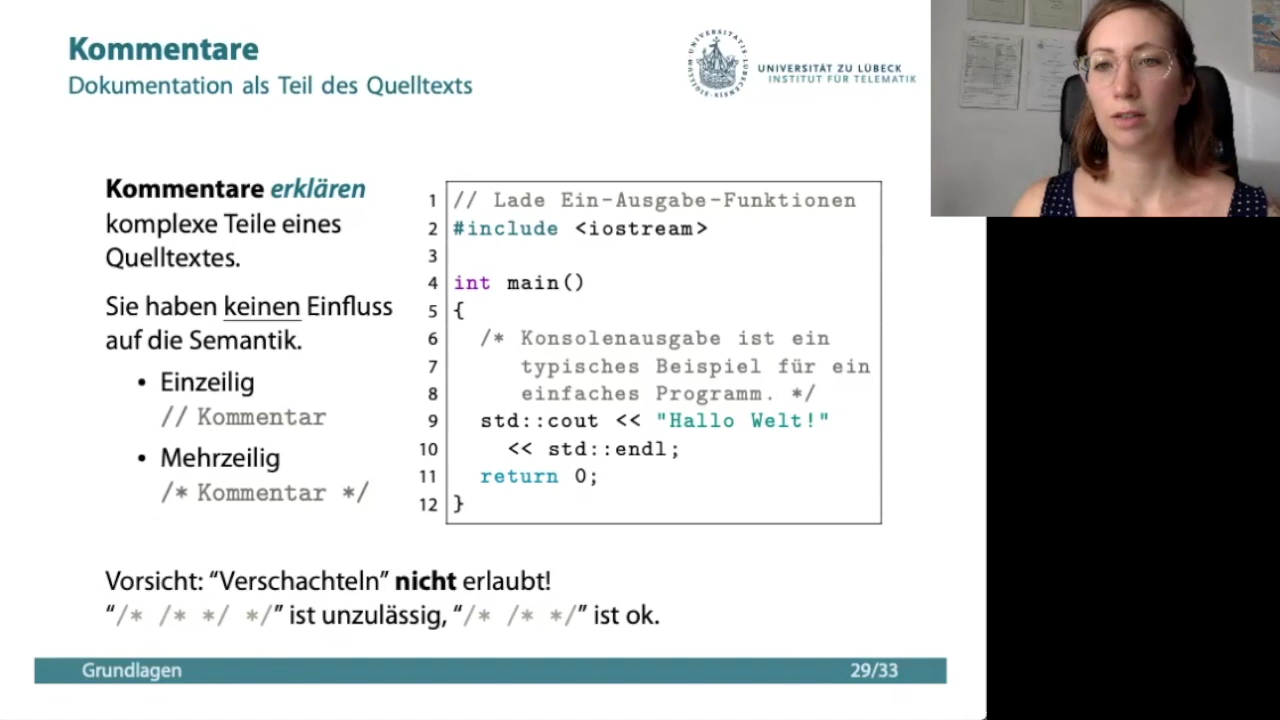 Kommentare
Dokumentation als Teil des Quelltexts
UNIVERSITÄT ZU LÜBECK
INSTITUT FÜR TELEMATIK
Kommentare erklären
komplexe Teile eines
Quelltextes.
Sie haben keinen Einfluss
auf die Semantik.
• Einzeilig
// Kommentar
• Mehrzeilig
/* Kommentar */
1 // Lade Ein-Ausgabe-Funktionen
2 #include <iostream>
3
4 int main()
5 {
6 /* Konsolenausgabe ist ein
7 typisches Beispiel für ein
8 einfaches Programm. */
9 std::cout << "Hallo Welt!"
10 << std::endl;
11 return 0;
12 }
Vorsicht: “Verschachteln” nicht erlaubt!
“/* /* */ */” ist unzulässig, “/* /* */” ist ok.
Grundlagen
29/33